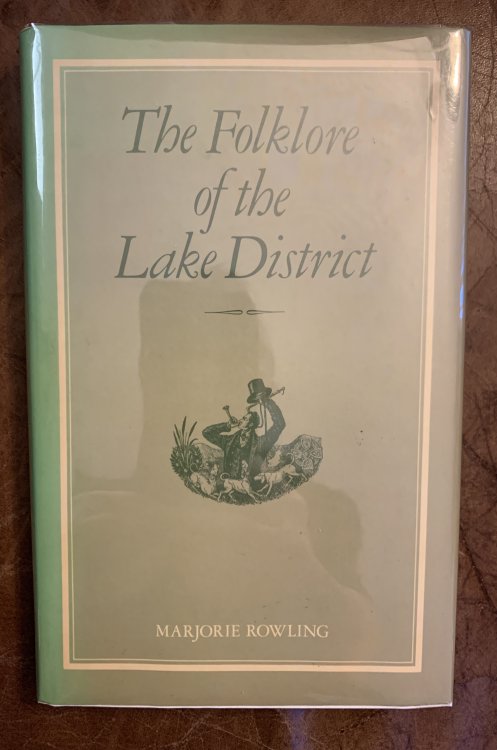 The Folklore
of the
Lake District
MARJORIE ROWLING